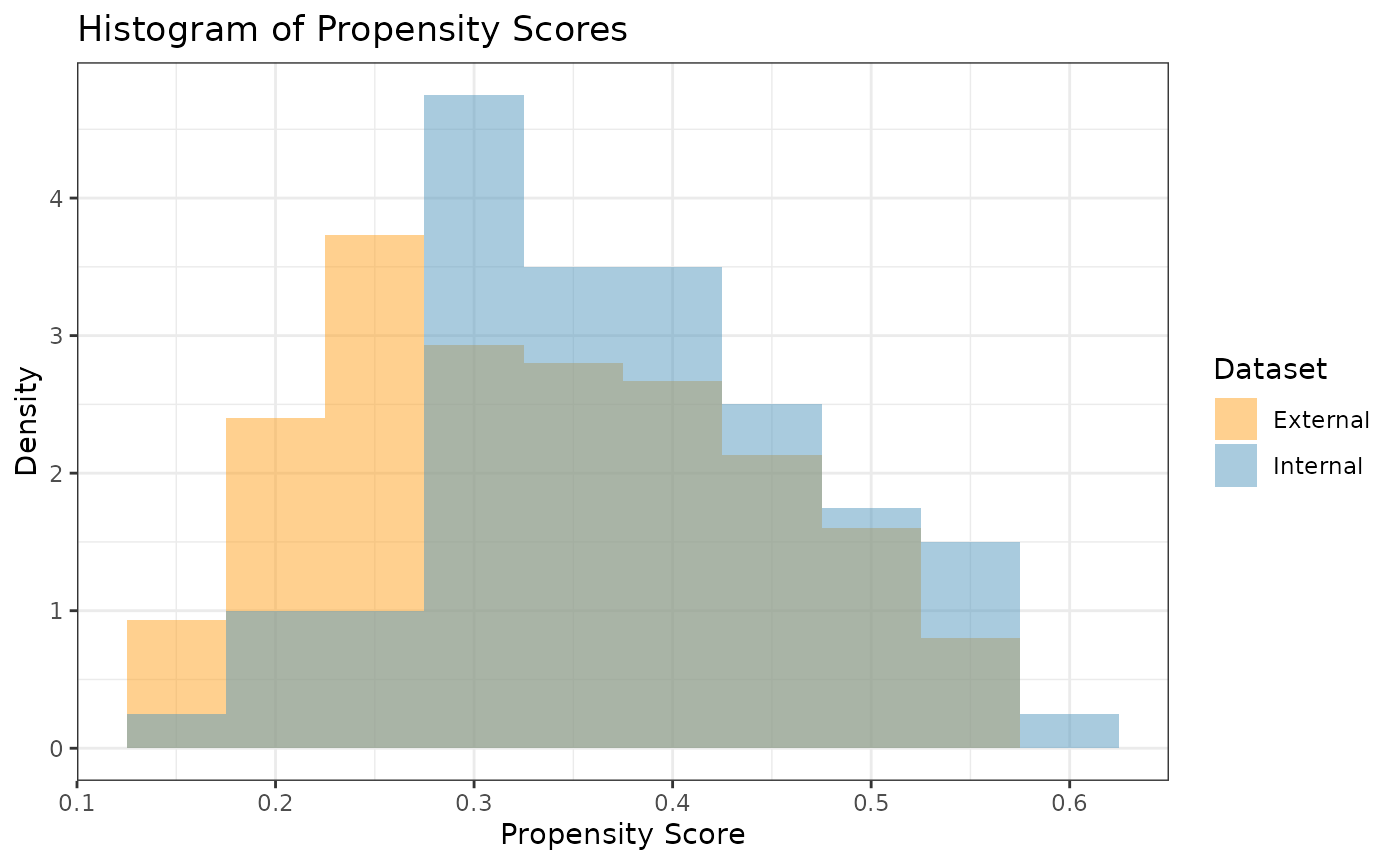 Histogram of Propensity Scores
Density
4
3
2
1
0
0.1 0.2 0.3 0.4 0.5 0.6
Propensity Score
Dataset
External
Internal